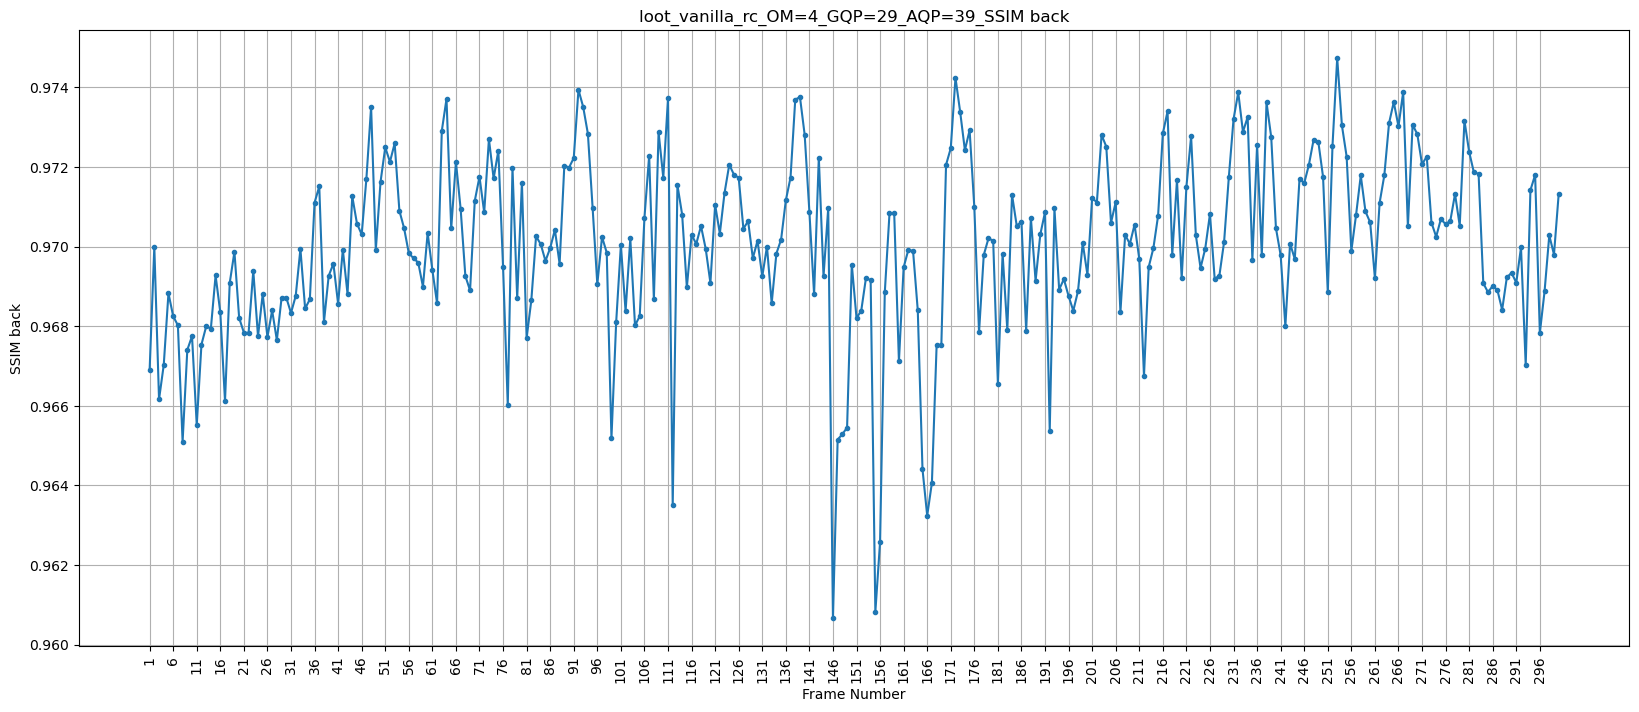 loot_vanilla_rc_OM=4_GQP=29_AQP=39_SSIM back
SSIM back
0.974
0.972
0.970
0.968
0.966
0.964
0.962
0.960
1 6 11 16 21 26 31 36 41 46 51 56 61 66 71 76 81 86 91 96 101 106 111 116 121 126 131 136 141 146 151 156 161 166 171 176 181 186 191 196 201 206 211 216 221 226 231 236 241 246 251 256 261 266 271 276 281 286 291 296
Frame Number